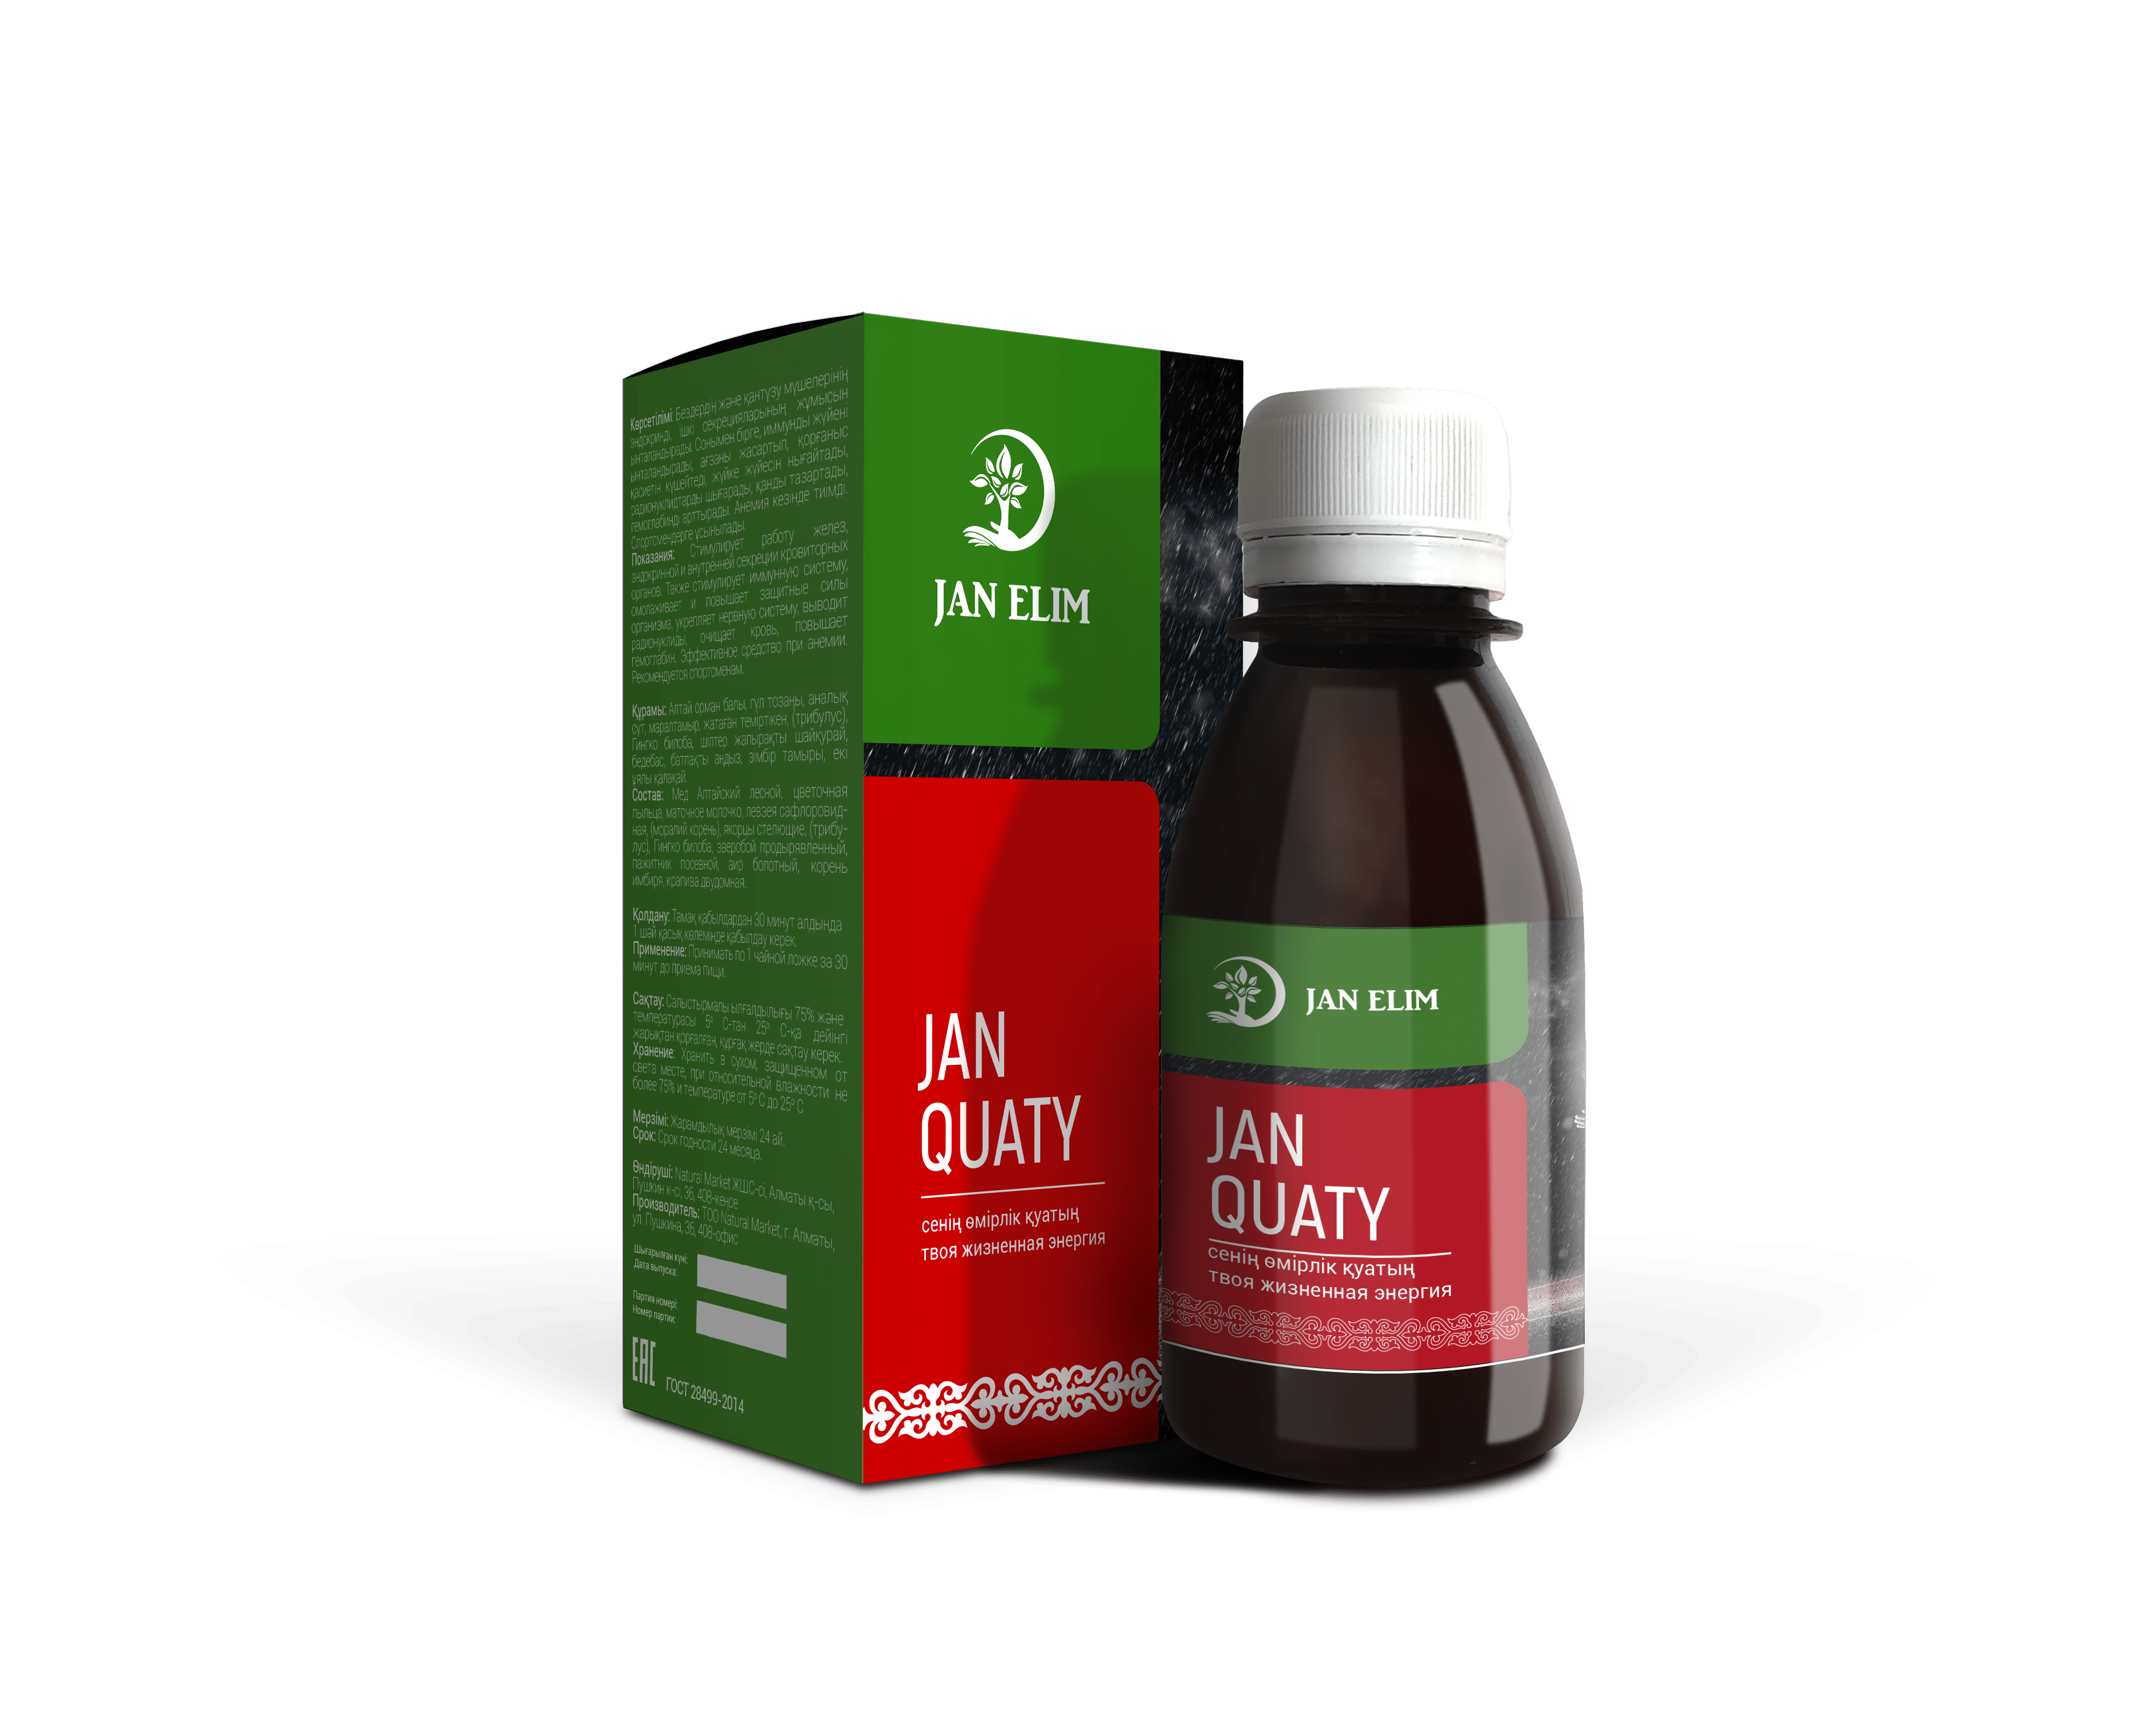 Көрсетілімі: Бездердің және қантүзу мүшелерінің
эндокринді, ішкі секрецияларының жұмысын
ынталандырады. Сонымен бірге, иммунды жүйені
ынталандырады, ағзаны жасартып, қорғаныс
қасиетін күшейтеді, жүйке жүйесін нығайтады,
радионуклидтарды шығарады, қанды тазартады,
гемоглабинді арттырады. Анемия кезінде тиімді.
Спортсмендерге ұсынылады.
Показания: Стимулирует работу желез,
эндокринной и внутренней секреции кровиторных
органов. Также стимулирует иммунную систему,
омолаживает и повышает защитные силы
организма, укрепляет нервную систему, выводит
радионуклиды, очищает кровь, повышает
гемоглабин. Эффективное средство при анемии.
Рекомендуется спортсменам.
Құрамы: Алтай орман балы, гүл тозаңы, аналық
сүт, маралтамыр, жатаған теміртікен, (трибулус),
Гингко билоба, шілтер жапырақты шайқурай,
бедебас, батпақты андыз, зімбір тамыры, екі
ұялы қалақай.
Состав: Мед Алтайский лесной, цветочная
пыльца, маточное молочко, левзея сафлоровид-
ная, (моралий корень), якорцы стелющие, (трибу-
лус), Гингко билоба, зверобой продырявленный,
пажитник посевной, аир болотный, корень
имбиря, крапива двудомная.
Қолдану: Тамақ қабылдардан 30 минут алдында
1 шай қасық көлемінде қабылдау керек.
Применение: Принимать по 1 чайной ложке за 30
минут до приема пищи.
Сақтау: Салыстырмалы ылғалдылығы 75% және
температурасы 5º С-тан 25º С-қа дейінгі
жарықтан қорғалған, құрғақ жерде сақтау керек.
Хранение: Хранить в сухом, защищенном от
света месте, при относительной влажности не
более 75% и температуре от 5º С до 25º С
Мерзімі: Жарамдылық мерзімі 24 ай.
Срок: Срок годности 24 месяца.
Өндіруші: Natural Market ЖШС-сі, Алматы қ-сы,
Пушкин к-сі, 36, 408-кеңсе
Производитель: ТОО Natural Market, г. Алматы,
ул. Пушкина, 36, 408-офис
Шығарылған күні:
Дата выпуска:
Партия номері:
Номер партии:
ЕАС
ГОСТ 28499-2014
JAN ELIM
JAN
QUATY
сенің өмірлік қуатың
твоя жизненная энергия
JAN ELIM
JAN
QUATY
сенің өмірлік қуатың
твоя жизненная энергия